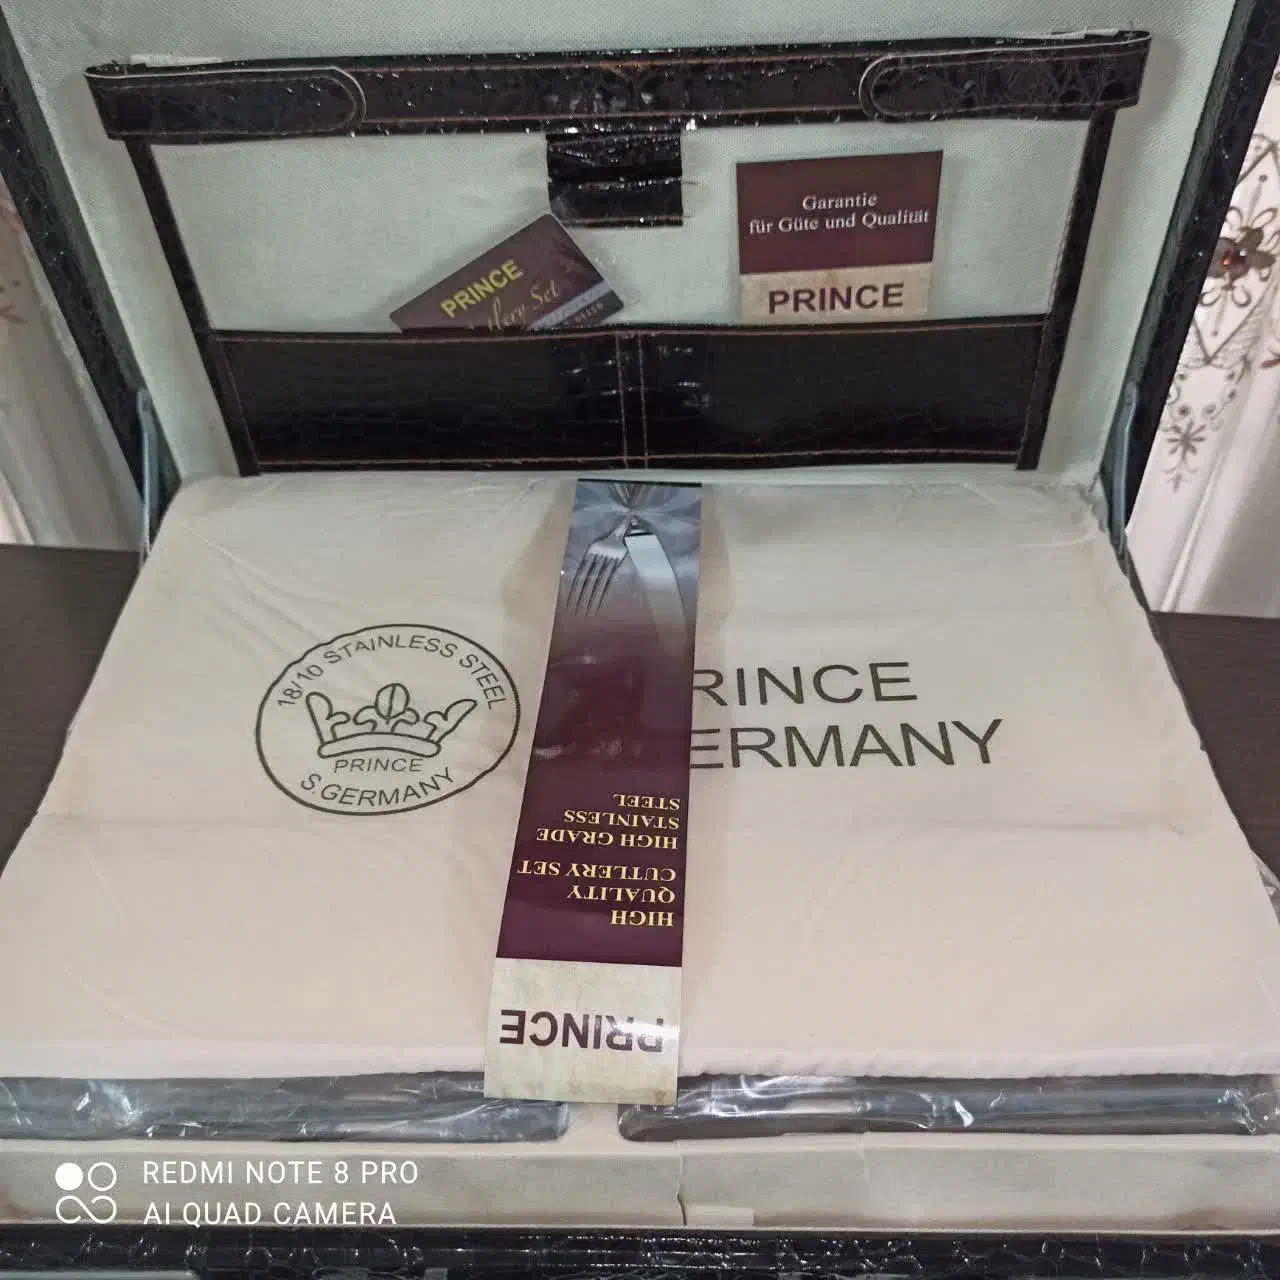 Garantie
für Güte und Qualität
PRINCE
PRINCE
Set
18/10 STAINLESS STEEL
PRINCE
S.GERMANY
RINCE
ERMANY
PRINCE
HIGH
QUALITY
CUTLERY SET
HIGH GRADE
STAINLESS
STEEL
REDMI NOTE 8 PRO
AI QUAD CAMERA